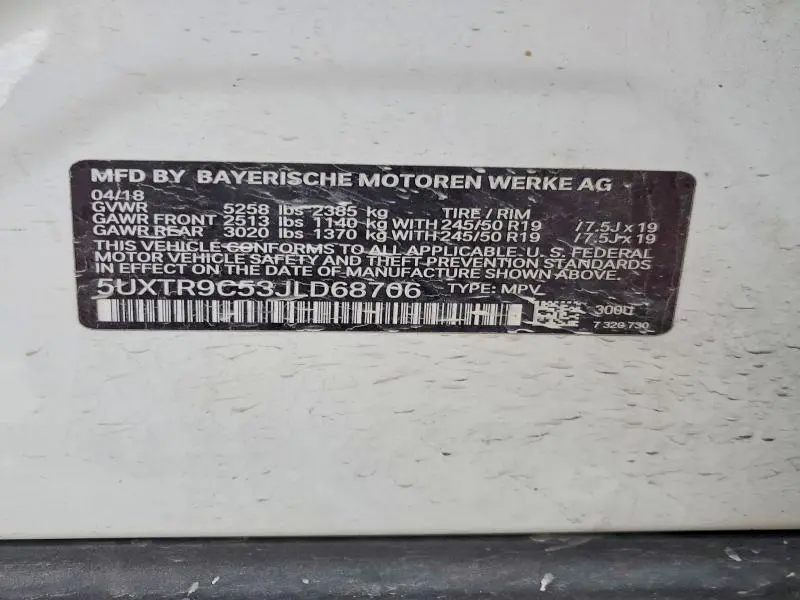 MFD BY BAYERISCHE MOTOREN WERKE AG
04/18
GVWR 5258 lbs 2385 kg TIRE / RIM
GAWR FRONT 2513 lbs 1140 kg WITH 245/50 R19 /7.5J x 19
GAWR REAR 3020 lbs 1370 kg WITH 245/50 R19 /7.5J x 19
THIS VEHICLE CONFORMS TO ALL APPLICABLE U. S. FEDERAL
MOTOR VEHICLE SAFETY AND THEFT PREVENTION STANDARDS
IN EFFECT ON THE DATE OF MANUFACTURE SHOWN ABOVE.
5UXTR9C53JLD68706 TYPE: MPV
300U
7 329 730